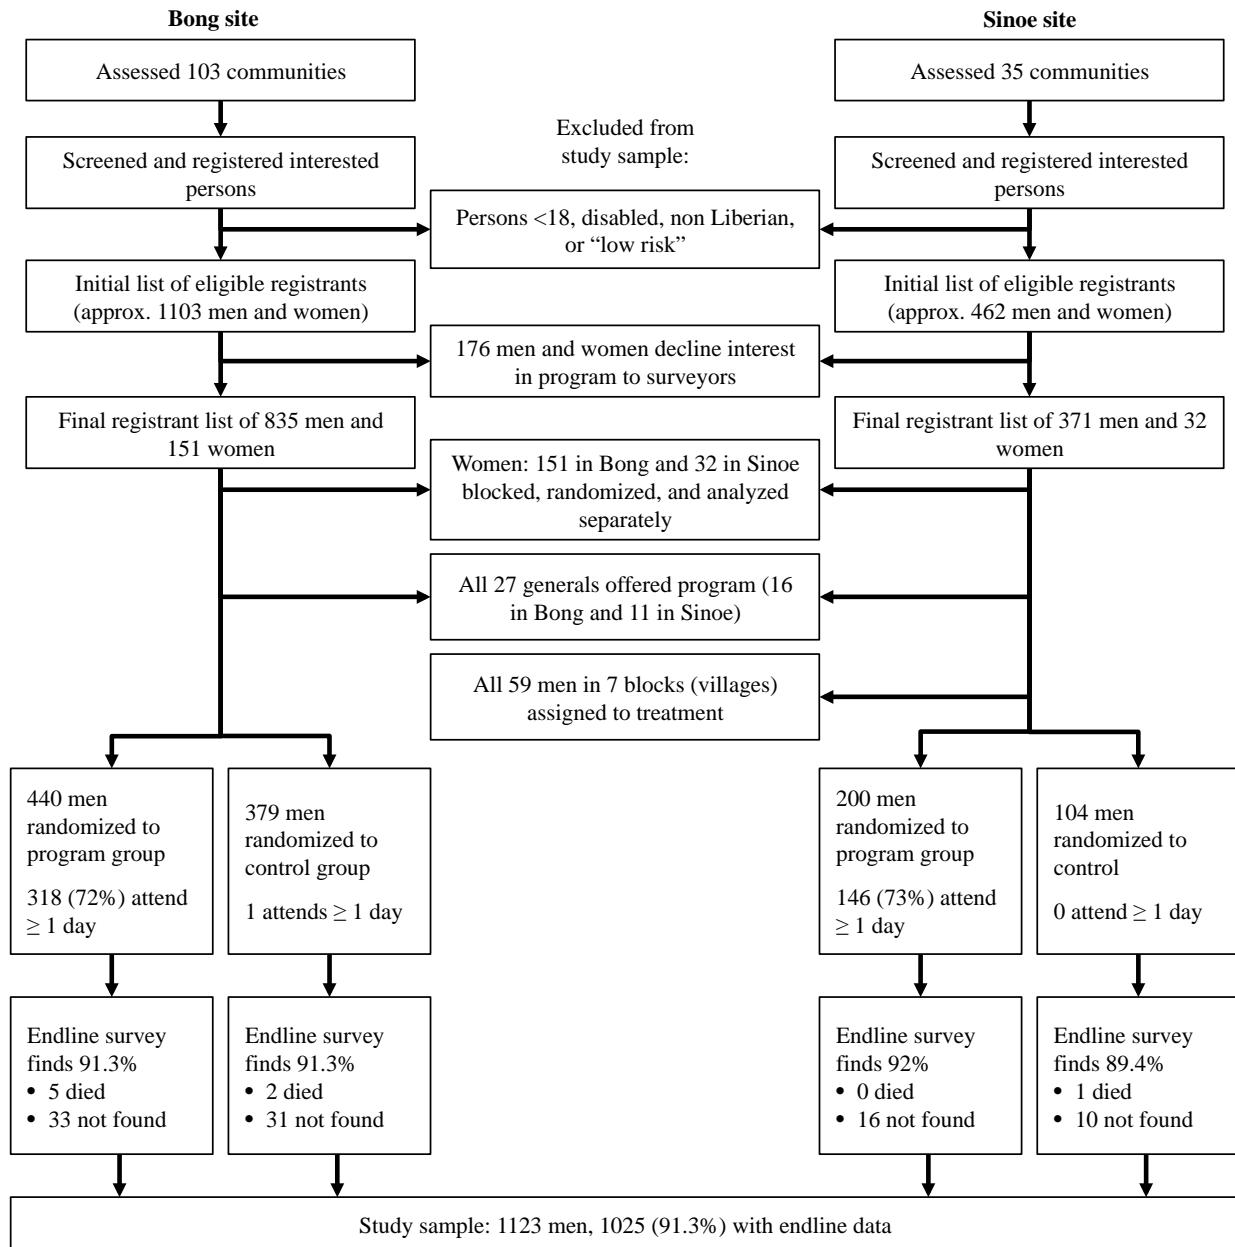 Bong site
Sinoe site
Assessed 103 communities
Assessed 35 communities
Excluded from
study sample:
Screened and registered interested
persons
Screened and registered interested
persons
Persons <18, disabled, non Liberian,
or “low risk”
Initial list of eligible registrants
(approx. 1103 men and women)
Initial list of eligible registrants
(approx. 462 men and women)
176 men and women decline interest
in program to surveyors
Final registrant list of 835 men and
151 women
Final registrant list of 371 men and 32
women
Women: 151 in Bong and 32 in Sinoe
blocked, randomized, and analyzed
separately
All 27 generals offered program (16
in Bong and 11 in Sinoe)
All 59 men in 7 blocks (villages)
assigned to treatment
440 men
randomized to
program group
318 (72%) attend
≥ 1 day
379 men
randomized to
control group
1 attends ≥ 1 day
200 men
randomized to
program group
146 (73%) attend
≥ 1 day
104 men
randomized to
control
0 attend ≥ 1 day
Endline survey
finds 91.3%
• 5 died
• 33 not found
Endline survey
finds 91.3%
• 2 died
• 31 not found
Endline survey
finds 92%
• 0 died
• 16 not found
Endline survey
finds 89.4%
• 1 died
• 10 not found
Study sample: 1123 men, 1025 (91.3%) with endline data